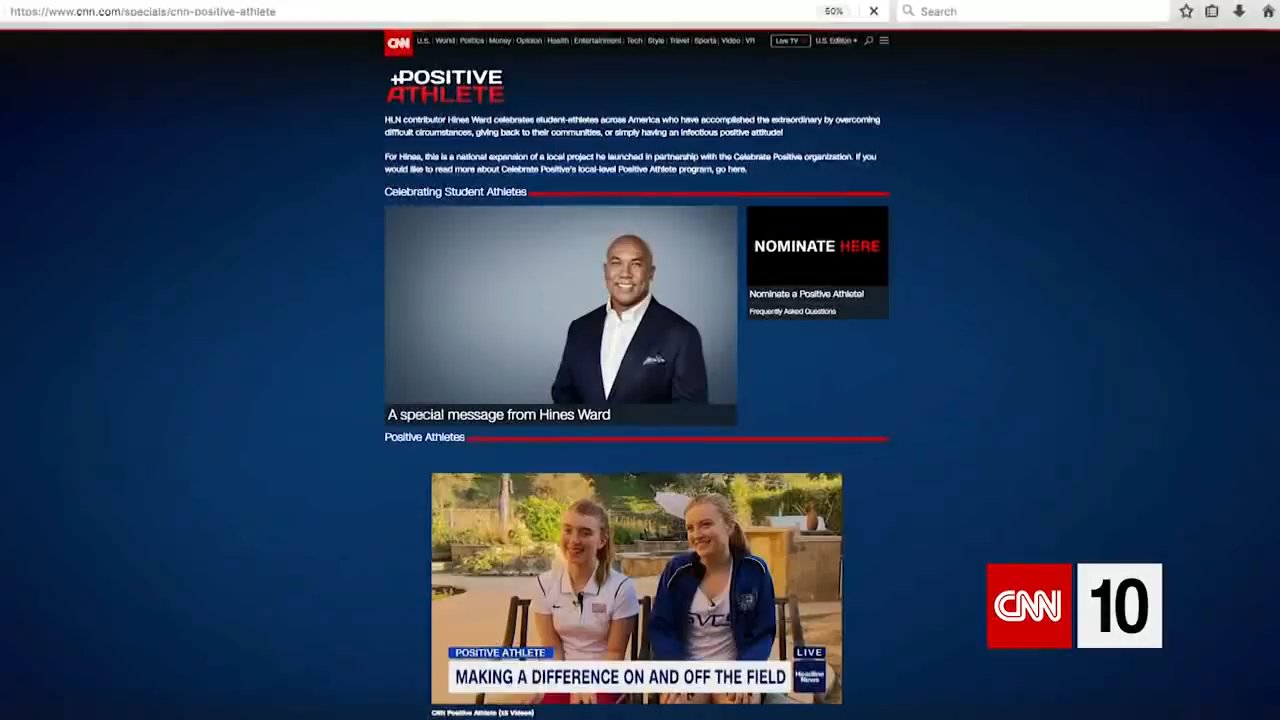 https://www.cnn.com/specials/cnn-positive-athlete
50%
Search
CNN
U.S. World Politics Money Opinion Health Entertainment Tech Style Travel Sports Video VR
Live TV
U.S. Edition +
+POSITIVE
ATHLETE
HLN contributor Hines Ward celebrates student-athletes across America who have accomplished the extraordinary by overcoming
difficult circumstances, giving back to their communities, or simply having an infectious positive attitude!
For Hines, this is a national expansion of a local project he launched in partnership with the Celebrate Positive organization. If you
would like to read more about Celebrate Positive's local-level Positive Athlete program, go here.
Celebrating Student Athletes
NOMINATE HERE
Nominate a Positive Athlete!
Frequently Asked Questions
A special message from Hines Ward
Positive Athletes
SVCS
POSITIVE ATHLETE
LIVE
MAKING A DIFFERENCE ON AND OFF THE FIELD
Headline
News
CNN Positive Athlete (15 Videos)
CNN 10